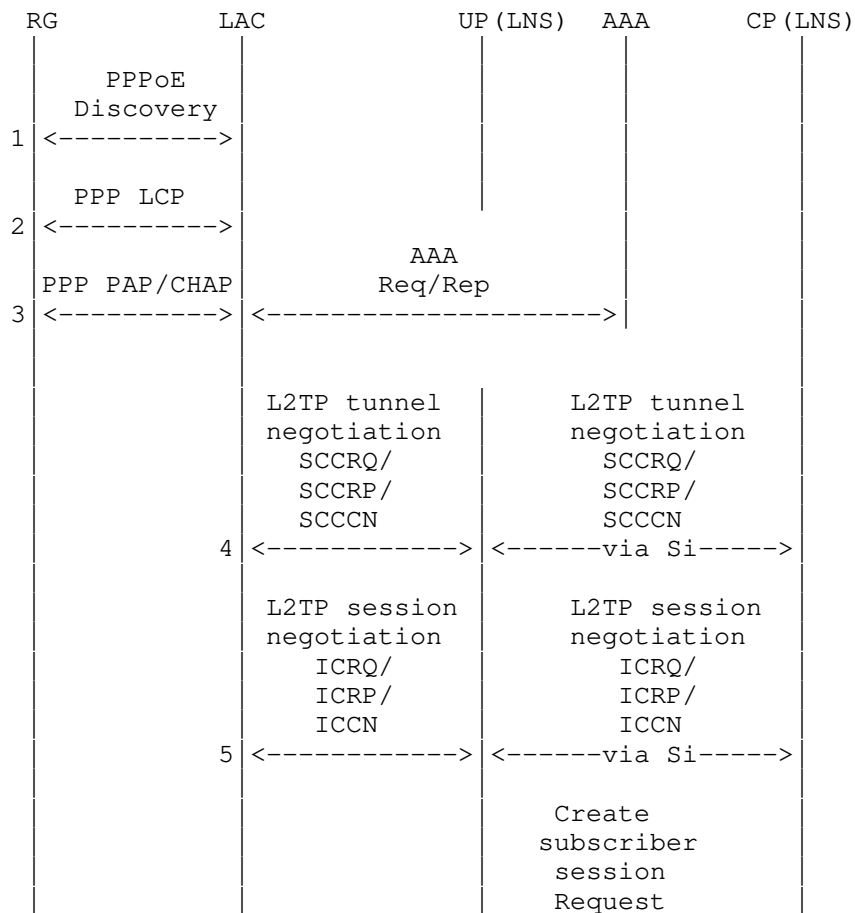 RG LAC UP(LNS) AAA CP(LNS)
PPPoE
Discovery
1 <---------->
PPP LCP
2 <---------->
AAA
PPP PAP/CHAP Req/Rep
3 <----------> <--------------------->
L2TP tunnel L2TP tunnel
negotiation negotiation
SCCRQ/ SCCRQ/
SCCRP/ SCCRP/
SCCCN SCCCN
4 <------------> <------via Si----->
L2TP session L2TP session
negotiation negotiation
ICRQ/ ICRQ/
ICRP/ ICRP/
ICCN ICCN
5 <------------> <------via Si----->
Create
subscriber
session
Request